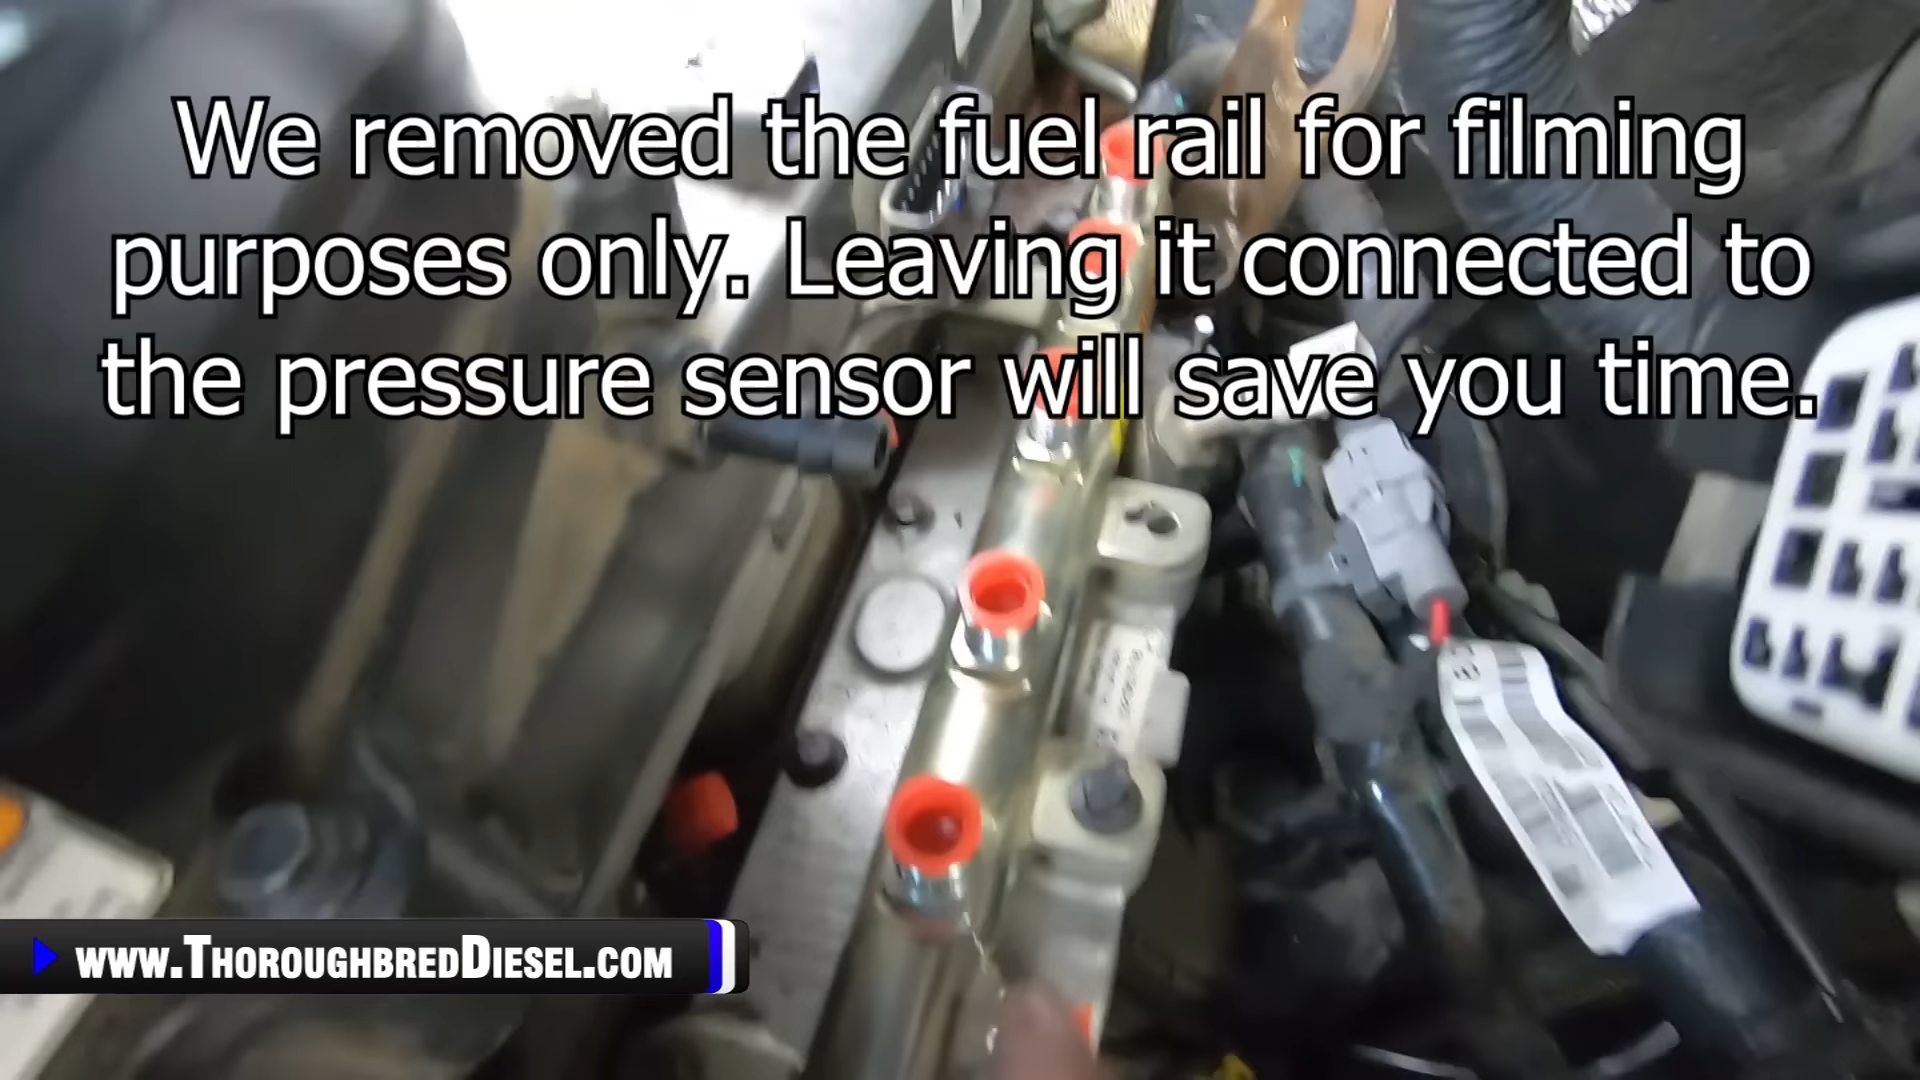 We removed the fuel rail for filming
purposes only. Leaving it connected to
the pressure sensor will save you time.
www.ThoroughbredDiesel.com